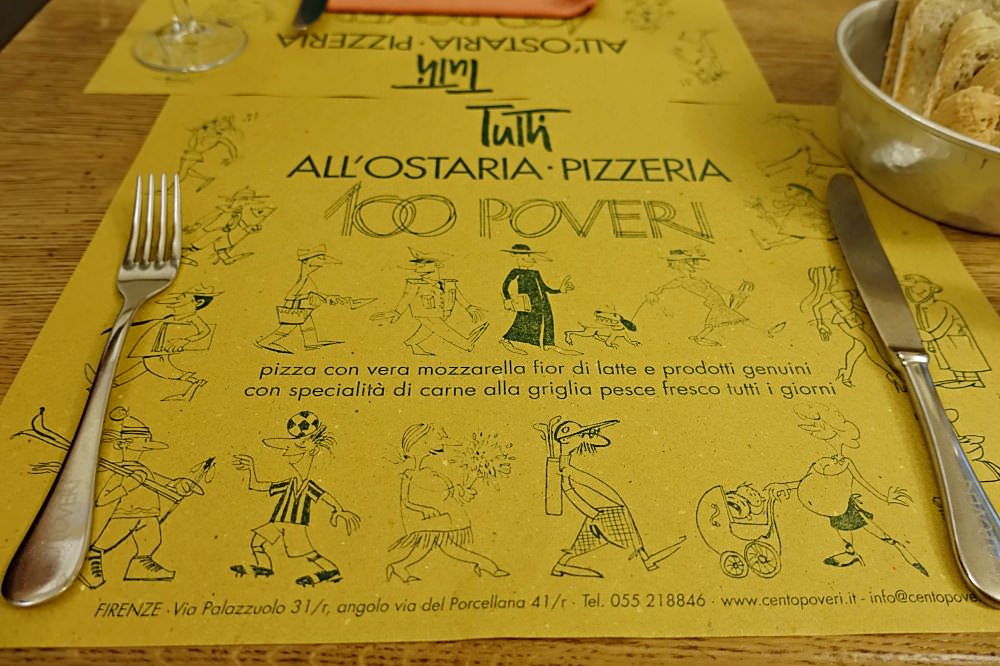 ALL'OSTARIA · PIZZERIA
Tutti
Tutti
ALL'OSTARIA · PIZZERIA
100 POVERI
pizza con vera mozzarella fior di latte e prodotti genuini
con specialità di carne alla griglia pesce fresco tutti i giorni
FIRENZE · Via Palazzuolo 31/r, angolo via del Porcellana 41/r · Tel. 055 218846 · www.centopoveri.it - info@centopove